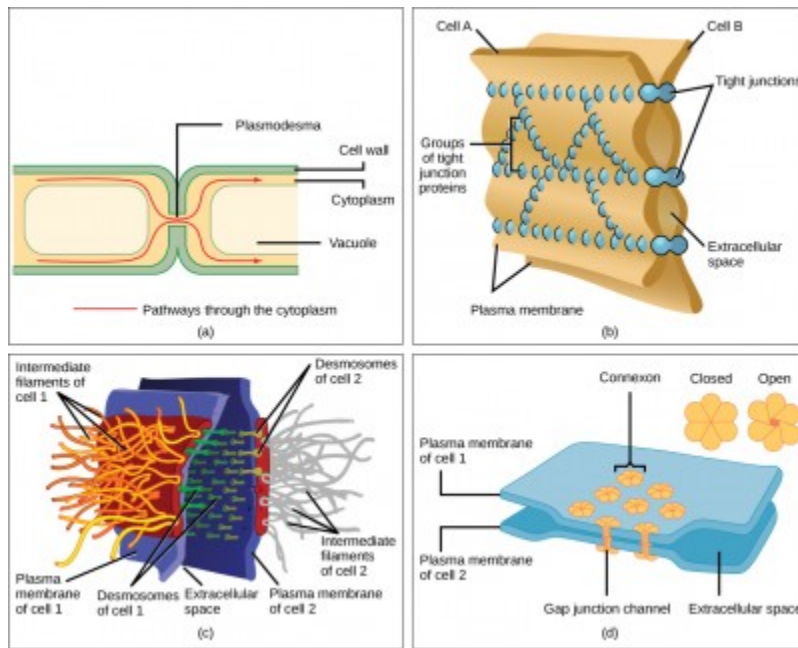 Plasmodesma
Cell wall
Cytoplasm
Vacuole
Pathways through the cytoplasm
(a)
Cell A
Cell B
Tight junctions
Groups
of tight
junction
proteins
Extracellular
space
Plasma membrane
(b)
Intermediate
filaments of
cell 1
Desmosomes
of cell 2
Intermediate
filaments of
cell 2
Plasma
membrane
of cell 1
Desmosomes
of cell 1
Extracellular
space
Plasma membrane
of cell 2
(c)
Connexon
Closed
Open
Plasma membrane
of cell 1
Plasma membrane
of cell 2
Gap junction channel
Extracellular space
(d)